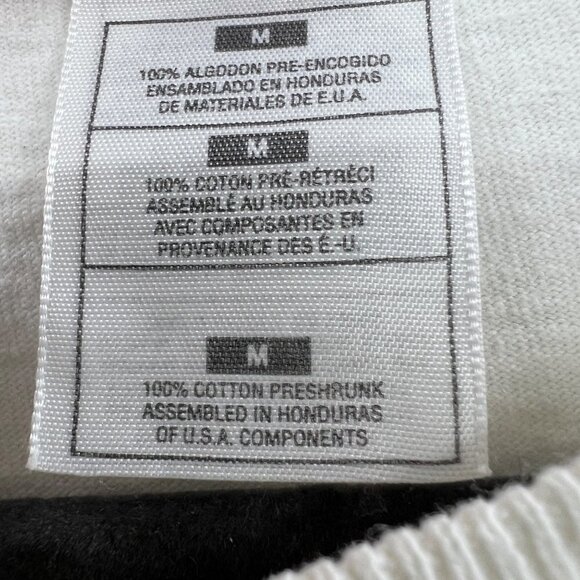 M
100% ALGODON PRE-ENCOGIDO
ENSAMBLADO EN HONDURAS
DE MATERIALES DE E.U.A.
M
100% COTON PRÉ-RÉTRÉCI
ASSEMBLÉ AU HONDURAS
AVEC COMPOSANTES EN
PROVENANCE DES É.-U.
M
100% COTTON PRESHRUNK
ASSEMBLED IN HONDURAS
OF U.S.A. COMPONENTS